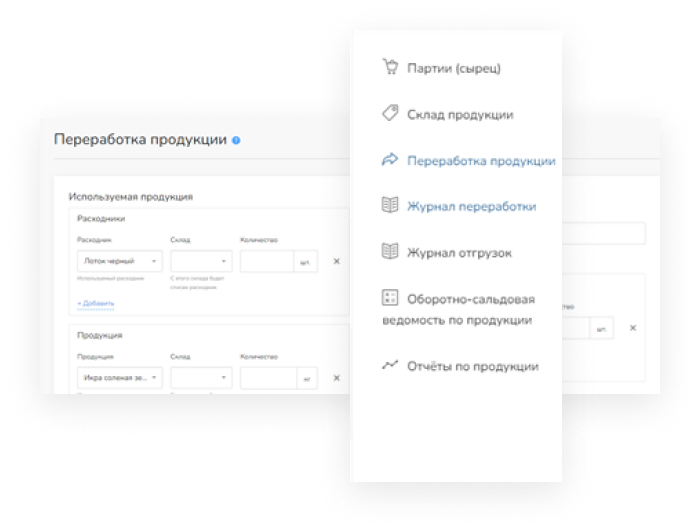 Партии (сырец)
Склад продукции
Переработка продукции
Журнал переработки
Журнал отгрузок
Оборотно-сальдовая
ведомость по продукции
Отчёты по продукции
Переработка продукции
Используемая продукция
Расходники
Расходник Склад Количество
Лоток черный шт.
Используемый расходник С этого склада будет
списан расходник
+ Добавить
Продукция
Продукция Склад Количество
Икра соленая зе... кг
шт.